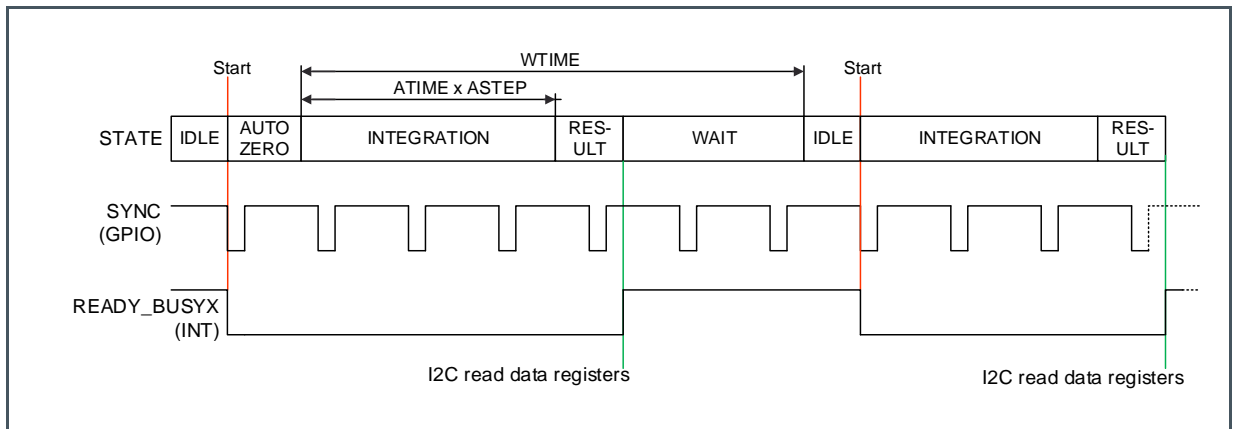 WTIME
Start
Start
ATIME x ASTEP
STATE
IDLE
AUTO
ZERO
INTEGRATION
RES-
ULT
WAIT
IDLE
INTEGRATION
RES-
ULT
SYNC
(GPIO)
READY_BUSYX
(INT)
I2C read data registers
I2C read data registers